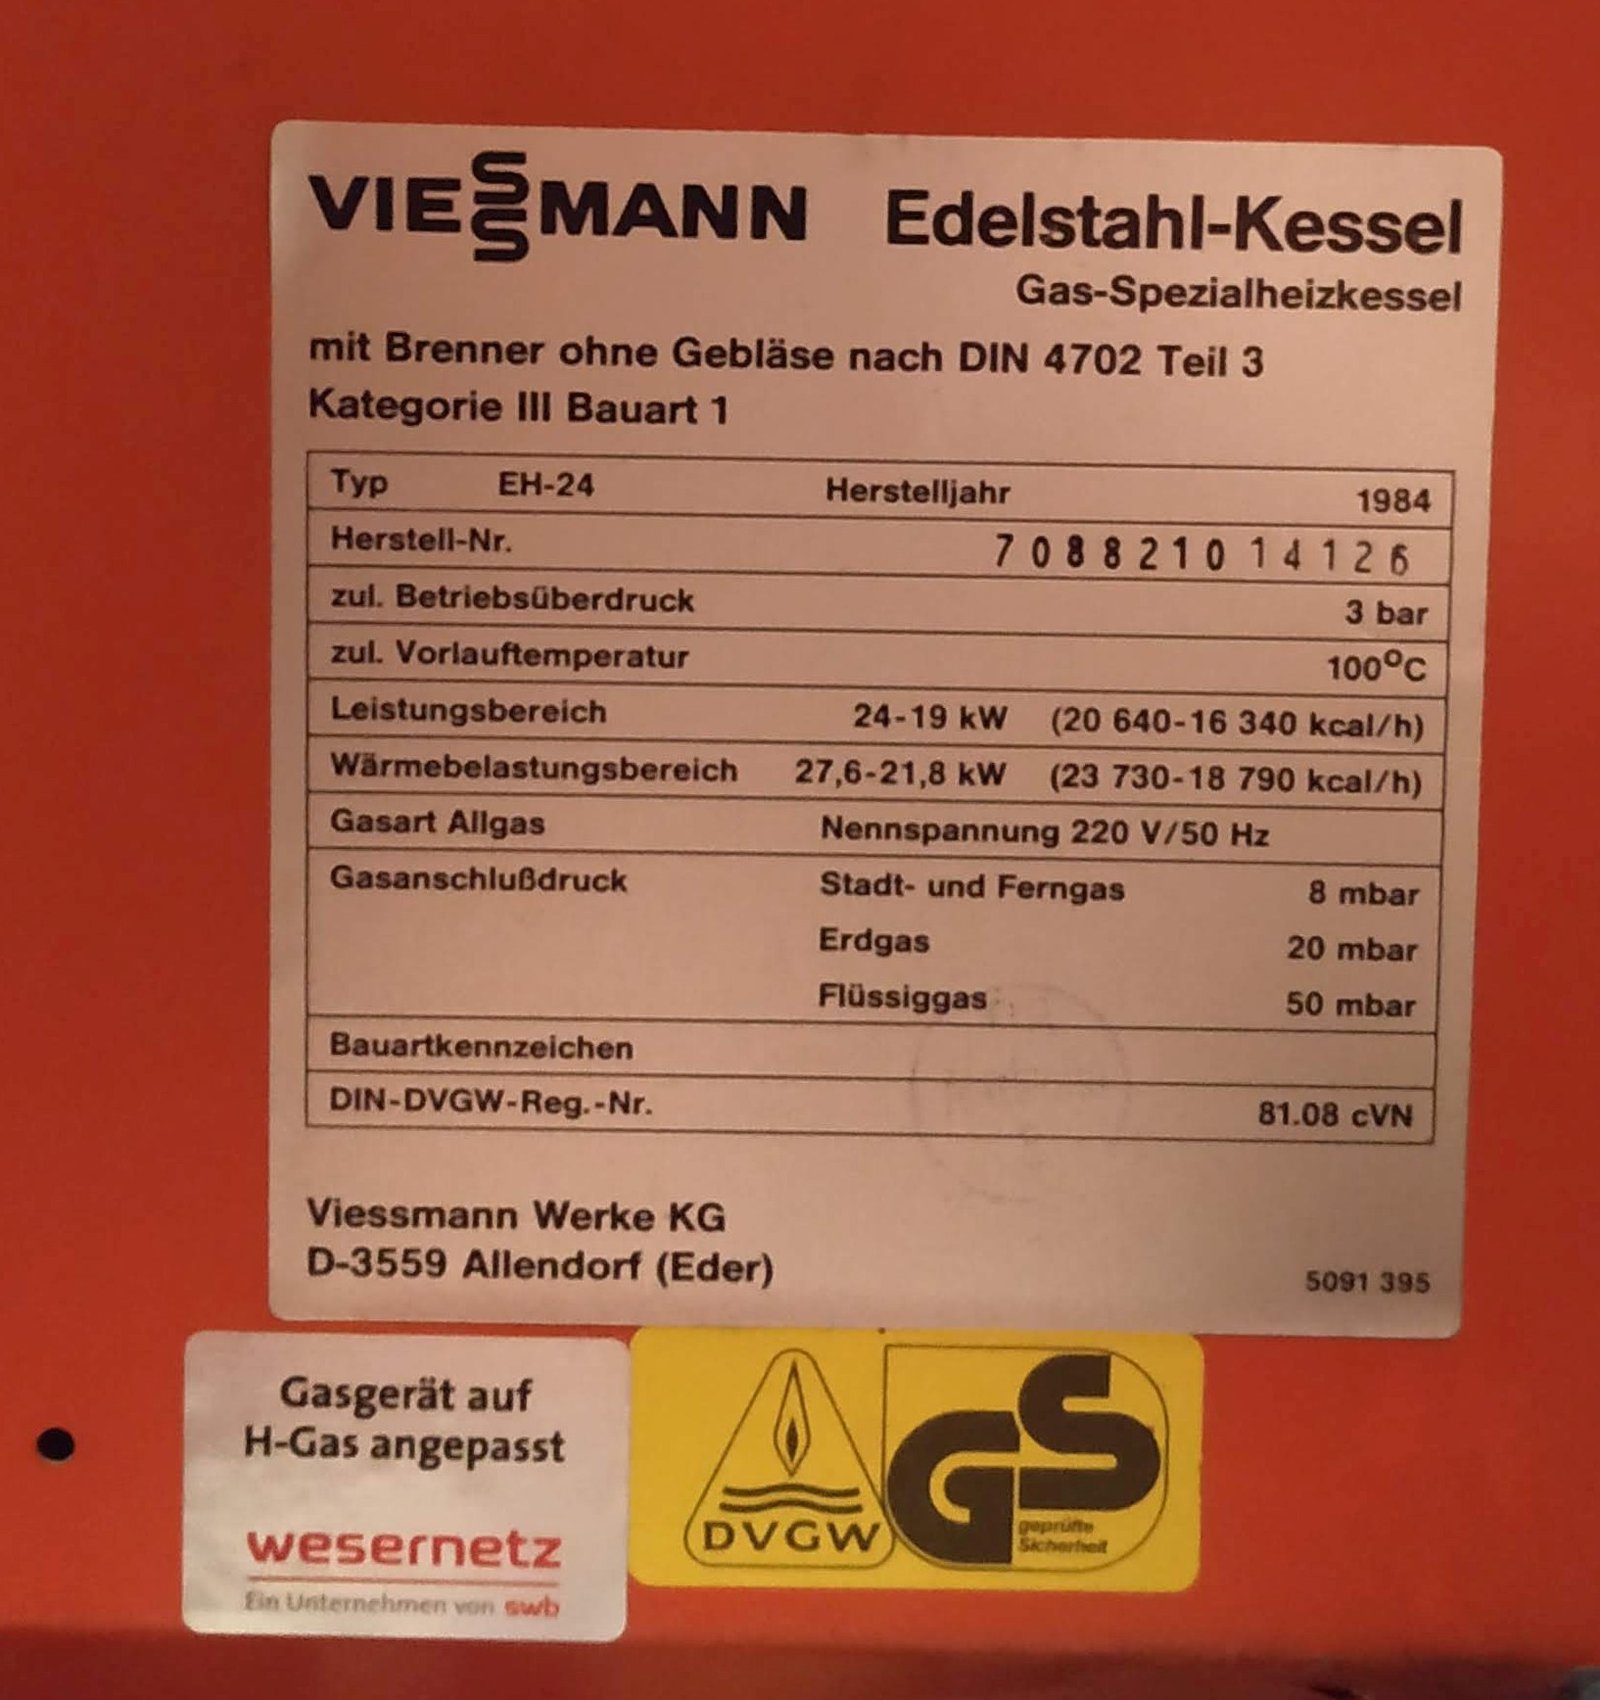 VIESSMANN Edelstahl-Kessel
Gas-Spezialheizkessel
mit Brenner ohne Gebläse nach DIN 4702 Teil 3
Kategorie III Bauart 1
Typ EH-24 Herstelljahr 1984
Herstell-Nr. 7088210 14126
zul. Betriebsüberdruck 3 bar
zul. Vorlauftemperatur 100°C
Leistungsbereich 24-19 kW (20 640-16 340 kcal/h)
Wärmebelastungsbereich 27,6-21,8 kW (23 730-18 790 kcal/h)
Gasart Allgas Nennspannung 220 V/50 Hz
Gasanschlußdruck Stadt- und Ferngas 8 mbar
Erdgas 20 mbar
Flüssiggas 50 mbar
Bauartkennzeichen
DIN-DVGW-Reg.-Nr. 81.08 cVN
Viessmann Werke KG
D-3559 Allendorf (Eder)
5091 395
Gasgerät auf
H-Gas angepasst
wesernetz
Ein Unternehmen von swb
DVGW
GS
geprüfte
Sicherheit